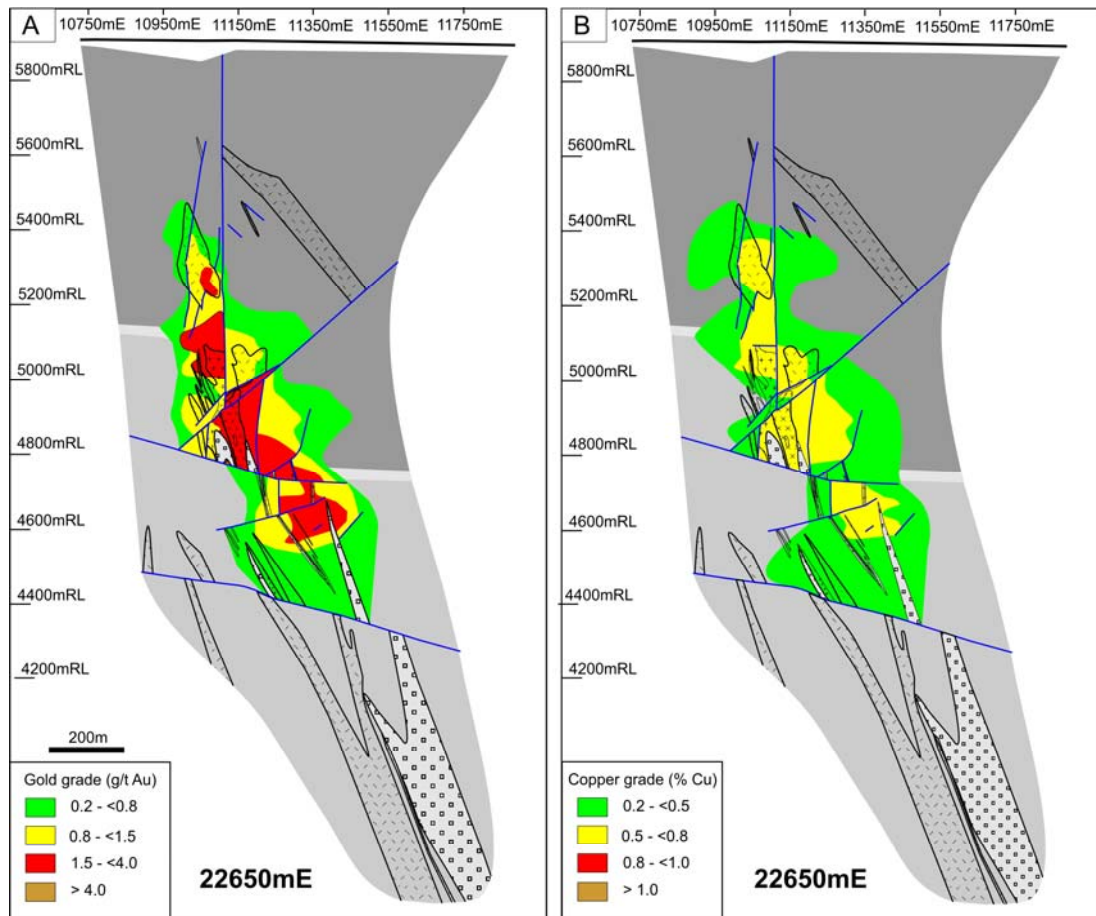 A
10750mE 10950mE 11150mE 11350mE 11550mE 11750mE
5800mRL
5600mRL
5400mRL
5200mRL
5000mRL
4800mRL
4600mRL
4400mRL
4200mRL
200m
Gold grade (g/t Au)
0.2 - <0.8
0.8 - <1.5
1.5 - <4.0
> 4.0
22650mE
B
10750mE 10950mE 11150mE 11350mE 11550mE 11750mE
5800mRL
5600mRL
5400mRL
5200mRL
5000mRL
4800mRL
4600mRL
4400mRL
4200mRL
Copper grade (% Cu)
0.2 - <0.5
0.5 - <0.8
0.8 - <1.0
> 1.0
22650mE